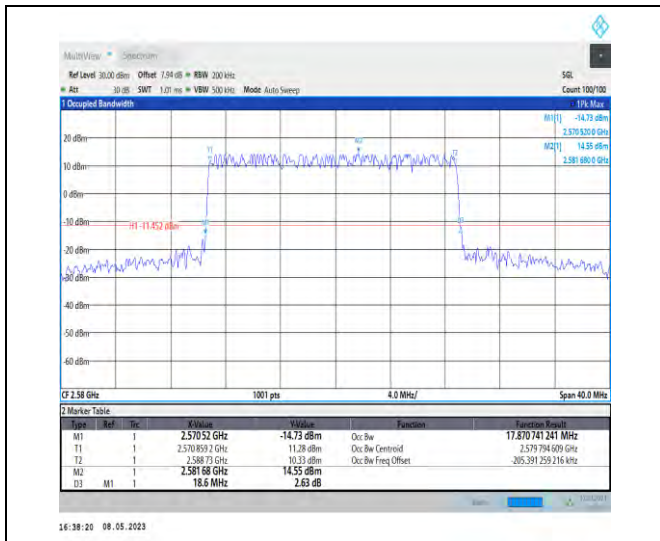 MultiView Spectrum
Ref Level 30.00 dBm Offset 7.94 dB RBW 200 kHz SGL
Att 30 dB SWT 1.01 ms VBW 500 kHz Mode Auto Sweep Count 100/100
1 Occupied Bandwidth 1Pk Max
M1[1] -14.73 dBm
2.570 520 0 GHz
M2[1] 14.55 dBm
2.581 680 0 GHz
20 dBm
10 dBm
0 dBm
-10 dBm
H1 -11.452 dBm
-20 dBm
-30 dBm
-40 dBm
-50 dBm
-60 dBm
T1
M2
T2
M1
D3
CF 2.58 GHz 1001 pts 4.0 MHz/ Span 40.0 MHz
2 Marker Table
Type Ref Trc X-Value Y-Value Function Function Result
M1 1 2.570 52 GHz -14.73 dBm Occ Bw 17.870 741 241 MHz
T1 1 2.570 859 2 GHz 11.28 dBm Occ Bw Centroid 2.579 794 609 GHz
T2 1 2.588 73 GHz 10.33 dBm Occ Bw Freq Offset -205.391 259 216 kHz
M2 1 2.581 68 GHz 14.55 dBm
D3 M1 1 18.6 MHz 2.63 dB
16:38:20 08.05.2023